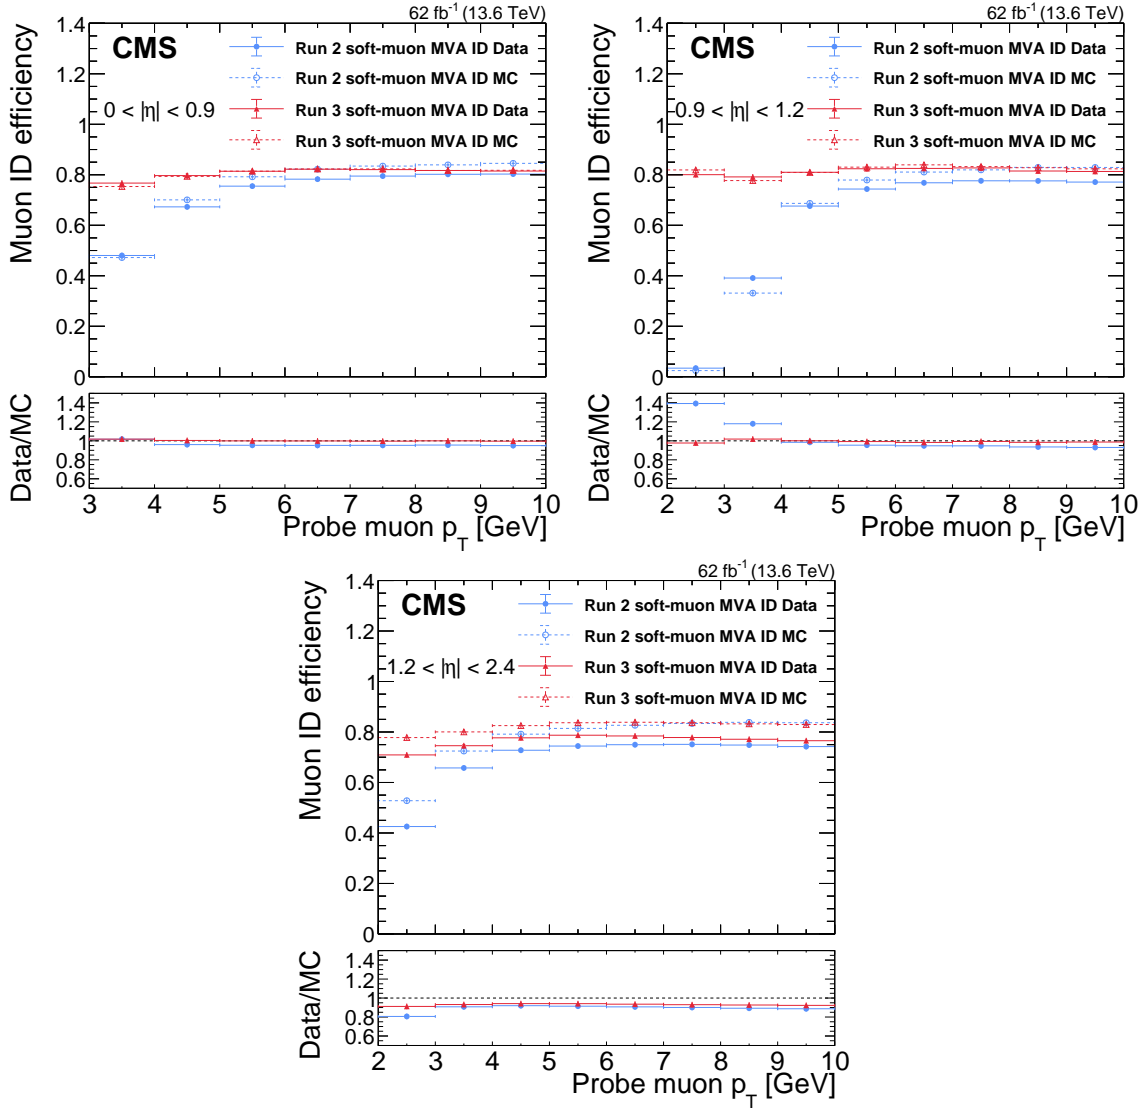 62 fb-1 (13.6 TeV)
CMS
Run 2 soft-muon MVA ID Data
Run 2 soft-muon MVA ID MC
0 < |η| < 0.9
Run 3 soft-muon MVA ID Data
Run 3 soft-muon MVA ID MC
Muon ID efficiency
1.4
1.2
1
0.8
0.6
0.4
0.2
0
Data/MC
1.4
1.2
1
0.8
0.6
3 4 5 6 7 8 9 10
Probe muon pT [GeV]
62 fb-1 (13.6 TeV)
CMS
Run 2 soft-muon MVA ID Data
Run 2 soft-muon MVA ID MC
0.9 < |η| < 1.2
Run 3 soft-muon MVA ID Data
Run 3 soft-muon MVA ID MC
Muon ID efficiency
1.4
1.2
1
0.8
0.6
0.4
0.2
0
Data/MC
1.4
1.2
1
0.8
0.6
2 3 4 5 6 7 8 9 10
Probe muon pT [GeV]
62 fb-1 (13.6 TeV)
CMS
Run 2 soft-muon MVA ID Data
Run 2 soft-muon MVA ID MC
1.2 < |η| < 2.4
Run 3 soft-muon MVA ID Data
Run 3 soft-muon MVA ID MC
Muon ID efficiency
1.4
1.2
1
0.8
0.6
0.4
0.2
0
Data/MC
1.4
1.2
1
0.8
0.6
2 3 4 5 6 7 8 9 10
Probe muon pT [GeV]